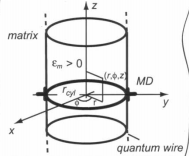 z
matrix
εm > 0
(r,ϕ,z)
MD
rcyl
φ
r
y
x
quantum wire